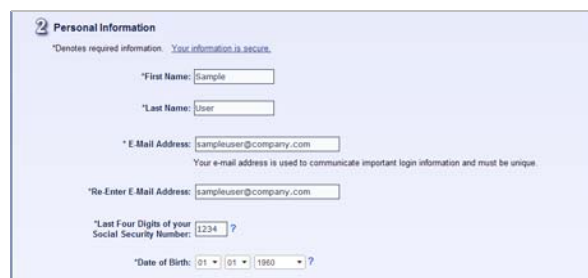 2 Personal Information
*Denotes required information. Your information is secure.
*First Name: Sample
*Last Name: User
* E-Mail Address: sampleuser@company.com
Your e-mail address is used to communicate important login information and must be unique.
*Re-Enter E-Mail Address: sampleuser@company.com
*Last Four Digits of your
Social Security Number: 1234 ?
*Date of Birth: 01 01 1960 ?